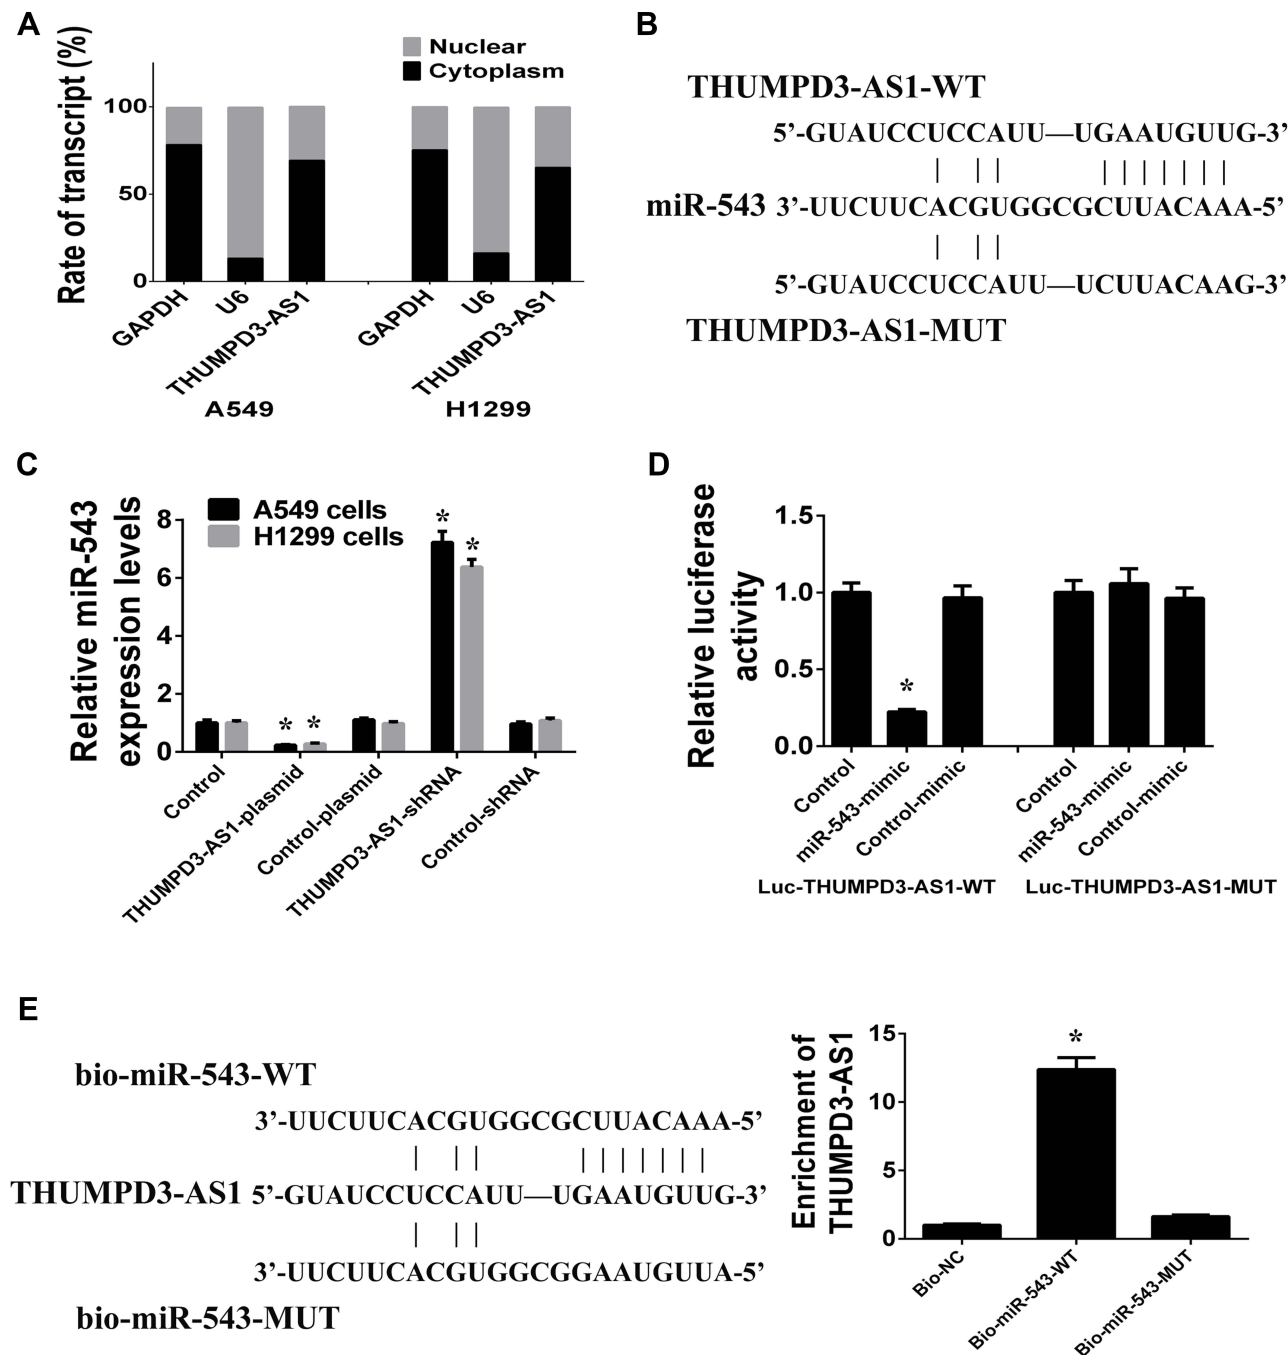 A
Rate of transcript (%)
Nuclear
Cytoplasm
100
50
0
GAPDH
U6
THUMPD3-AS1
GAPDH
U6
THUMPD3-AS1
A549
H1299
B
THUMPD3-AS1-WT
5’-GUAUCCUCCAUU—UGAAUGUUG-3’
miR-543 3’-UUCUUCACGUGGCGCUUACAAA-5’
5’-GUAUCCUCCAUU—UCUUACAAG-3’
THUMPD3-AS1-MUT
C
Relative miR-543
expression levels
A549 cells
H1299 cells
8
6
4
2
0
* * * *
Control
THUMPD3-AS1-plasmid
Control-plasmid
THUMPD3-AS1-shRNA
Control-shRNA
D
Relative luciferase
activity
1.5
1.0
0.5
0.0
*
Control
miR-543-mimic
Control-mimic
Control
miR-543-mimic
Control-mimic
Luc-THUMPD3-AS1-WT
Luc-THUMPD3-AS1-MUT
E
bio-miR-543-WT
3’-UUCUUCACGUGGCGCUUACAAA-5’
THUMPD3-AS1 5’-GUAUCCUCCAUU—UGAAUGUUG-3’
3’-UUCUUCACGUGGCGGAAUGUUA-5’
bio-miR-543-MUT
Enrichment of
THUMPD3-AS1
15
10
5
0
*
Bio-NC
Bio-miR-543-WT
Bio-miR-543-MUT